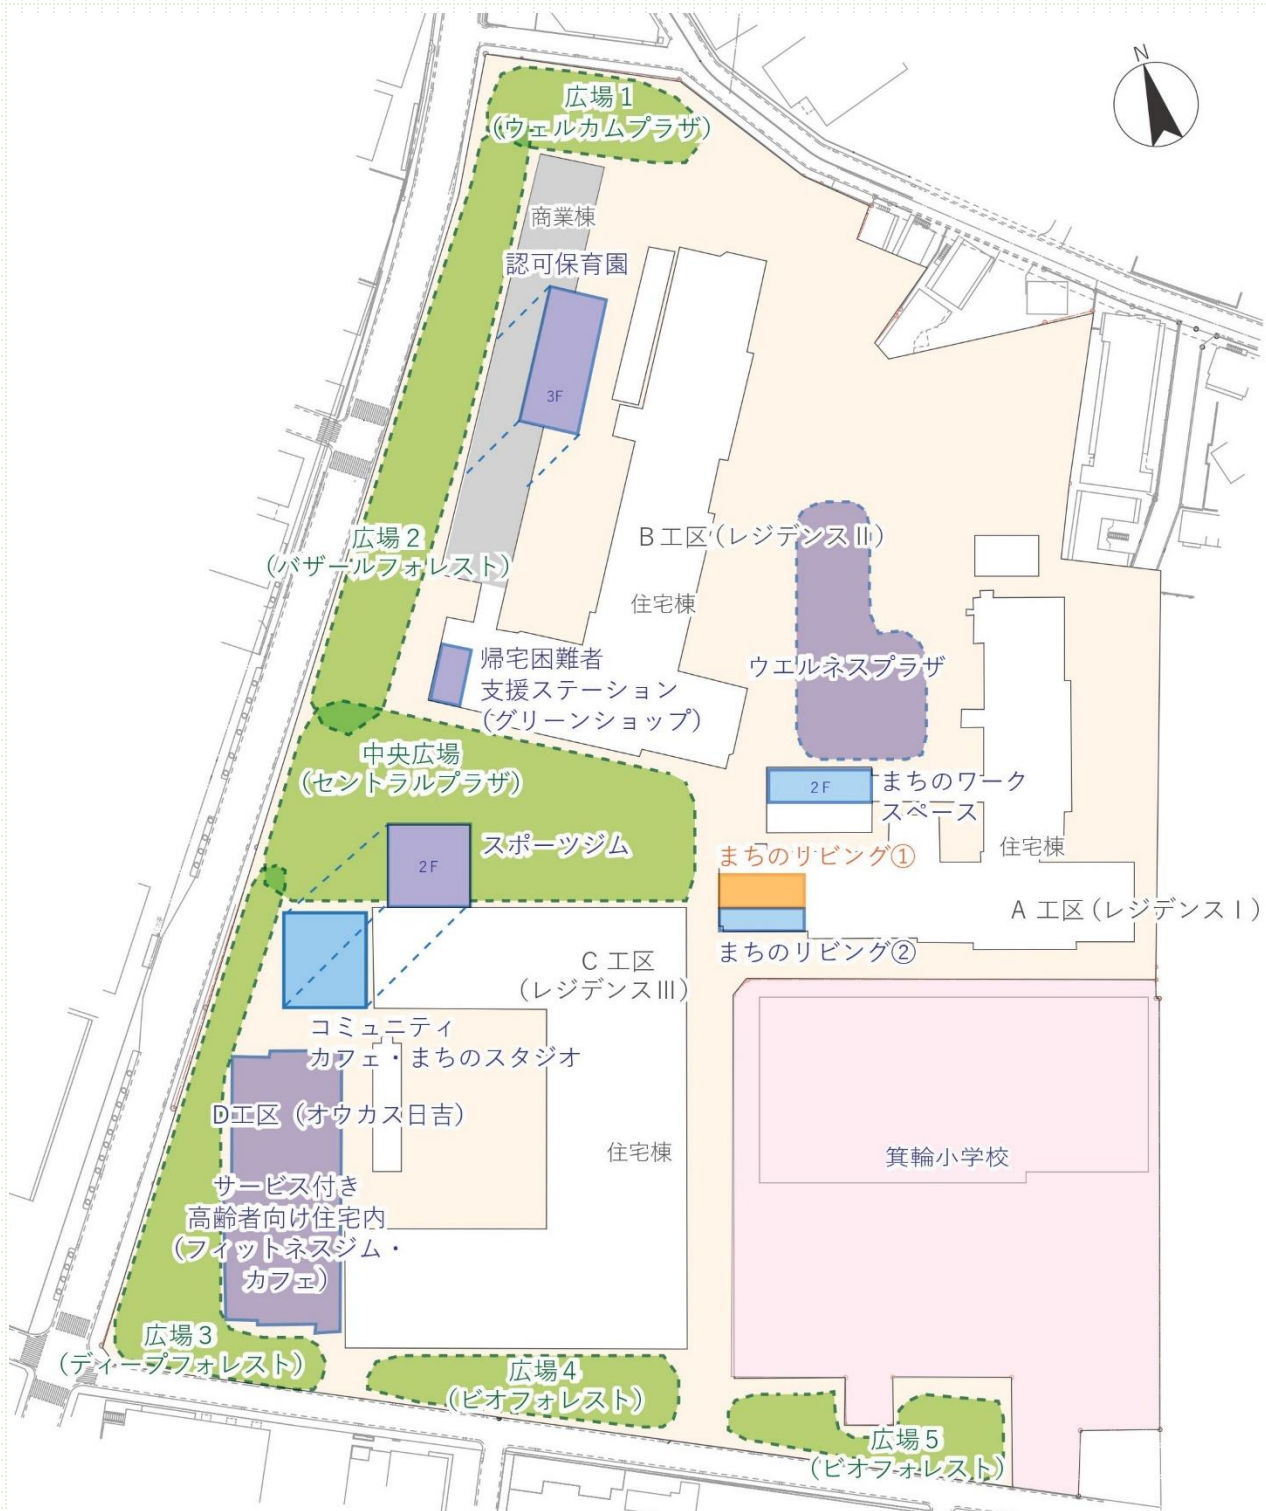 N
広場1
(ウェルカムプラザ)
商業棟
認可保育園
3F
広場2
(バザールフォレスト)
B工区(レジデンスⅡ)
住宅棟
帰宅困難者
支援ステーション
(グリーンショップ)
ウエルネスプラザ
中央広場
(セントラルプラザ)
2F
まちのワーク
スペース
スポーツジム
2F
まちのリビング①
住宅棟
A 工区(レジデンスⅠ)
まちのリビング②
C 工区
(レジデンスⅢ)
コミュニティ
カフェ・まちのスタジオ
D工区(オウカス日吉)
住宅棟
箕輪小学校
サービス付き
高齢者向け住宅内
(フィットネスジム・
カフェ)
広場3
(ディープフォレスト)
広場4
(ビオフォレスト)
広場5
(ビオフォレスト)